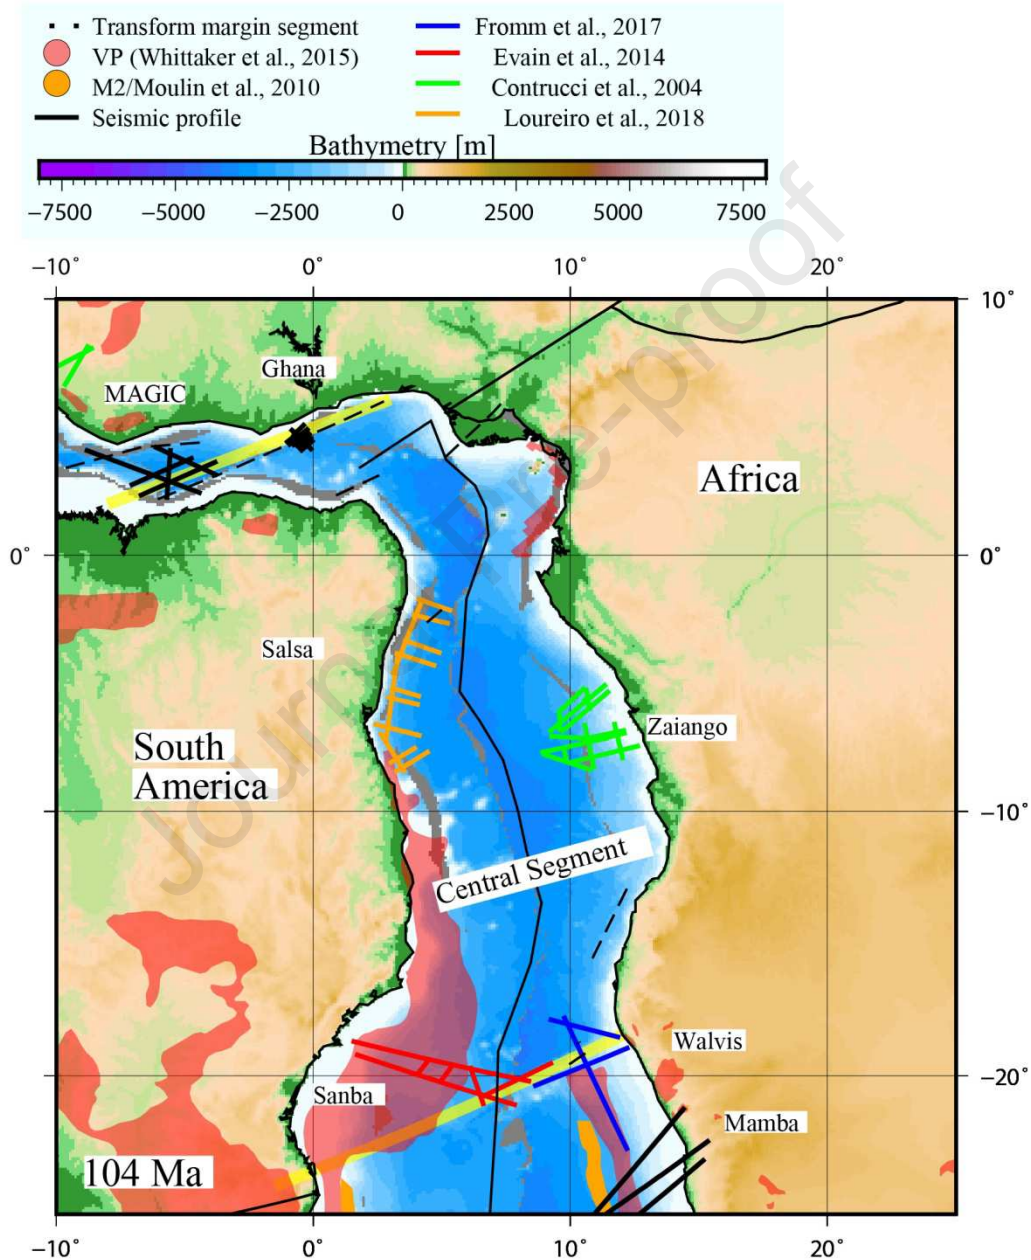 Transform margin segment
Fromm et al., 2017
VP (Whittaker et al., 2015)
Evain et al., 2014
M2/Moulin et al., 2010
Contrucci et al., 2004
Seismic profile
Loureiro et al., 2018
Bathymetry [m]
−7500 −5000 −2500 0 2500 5000 7500
−10° 0° 10° 20°
10°
Ghana
MAGIC
Africa
0°
Salsa
Zaiango
South
America
−10°
Central Segment
Walvis
−20°
Sanba
Mamba
104 Ma
−10° 0° 10° 20°
Journal Pre-proof